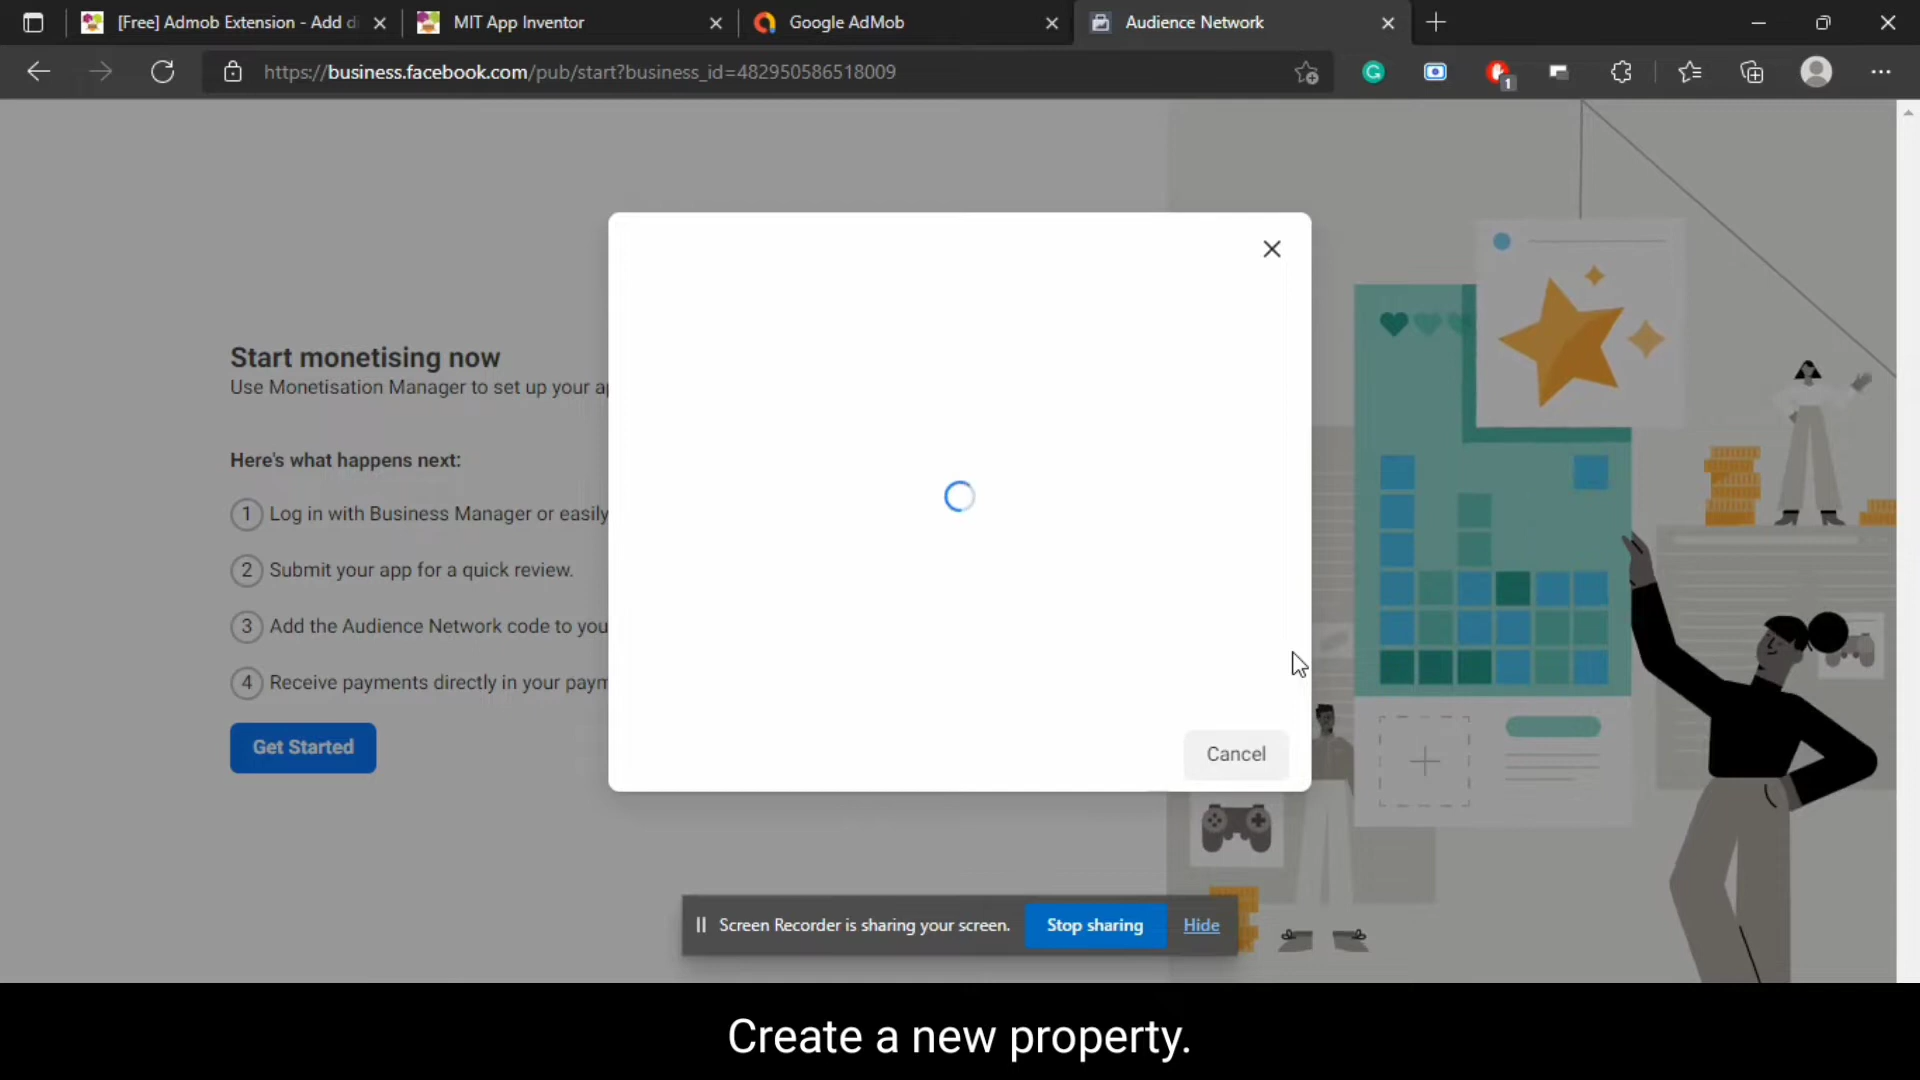 [Free] Admob Extension - Add di
MIT App Inventor
Google AdMob
Audience Network
https://business.facebook.com/pub/start?business_id=482950586518009
1
Start monetising now
Use Monetisation Manager to set up your ap
Here's what happens next:
1 Log in with Business Manager or easily
2 Submit your app for a quick review.
3 Add the Audience Network code to you
4 Receive payments directly in your paym
Get Started
Cancel
Screen Recorder is sharing your screen. Stop sharing Hide
Create a new property.